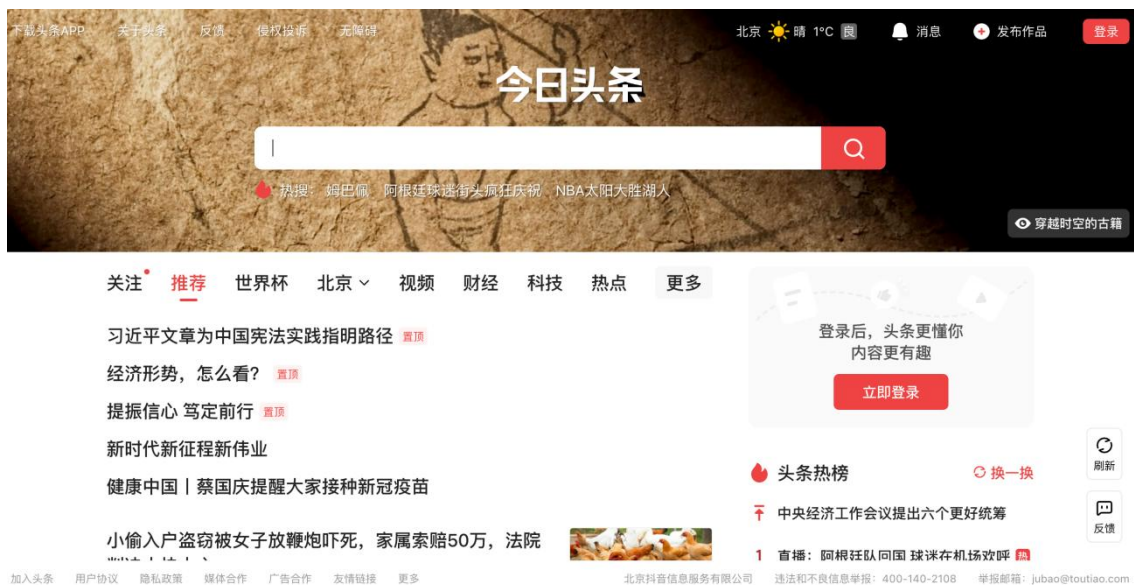 下载头条APP 关于头条 反馈 侵权投诉 无障碍 北京 晴 1°C 良 消息 发布作品 登录
今日头条
热搜: 姆巴佩 阿根廷球迷街头疯狂庆祝 NBA太阳大胜湖人
穿越时空的古籍
关注 推荐 世界杯 北京 视频 财经 科技 热点 更多
习近平文章为中国宪法实践指明路径 置顶
经济形势，怎么看? 置顶
提振信心 笃定前行 置顶
新时代新征程新伟业
健康中国丨蔡国庆提醒大家接种新冠疫苗
小偷入户盗窃被女子放鞭炮吓死，家属索赔50万，法院
登录后，头条更懂你
内容更有趣
立即登录
头条热榜 换一换
中央经济工作会议提出六个更好统筹
1 直播：阿根廷队回国 球迷在机场欢呼 热
刷新
反馈
加入头条 用户协议 隐私政策 媒体合作 广告合作 友情链接 更多 北京抖音信息服务有限公司 违法和不良信息举报：400-140-2108 举报邮箱：jubao@toutiao.com